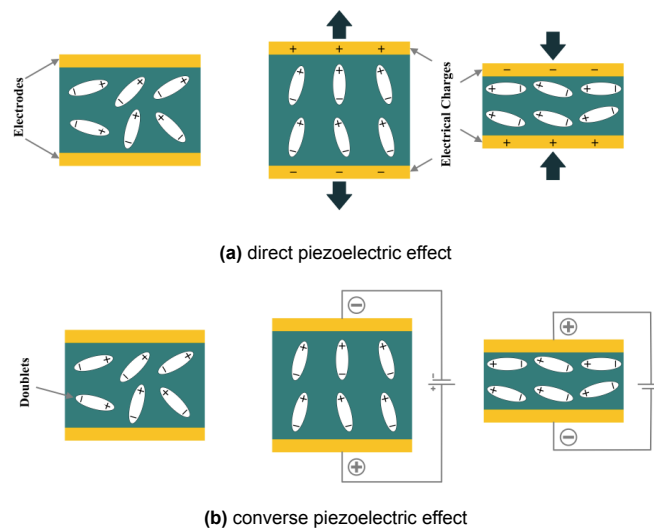 Electrodes
+ + +
− − −
Electrical Charges
− − −
+ + +
(a) direct piezoelectric effect
Doublets
−
+
- +
+
−
(b) converse piezoelectric effect